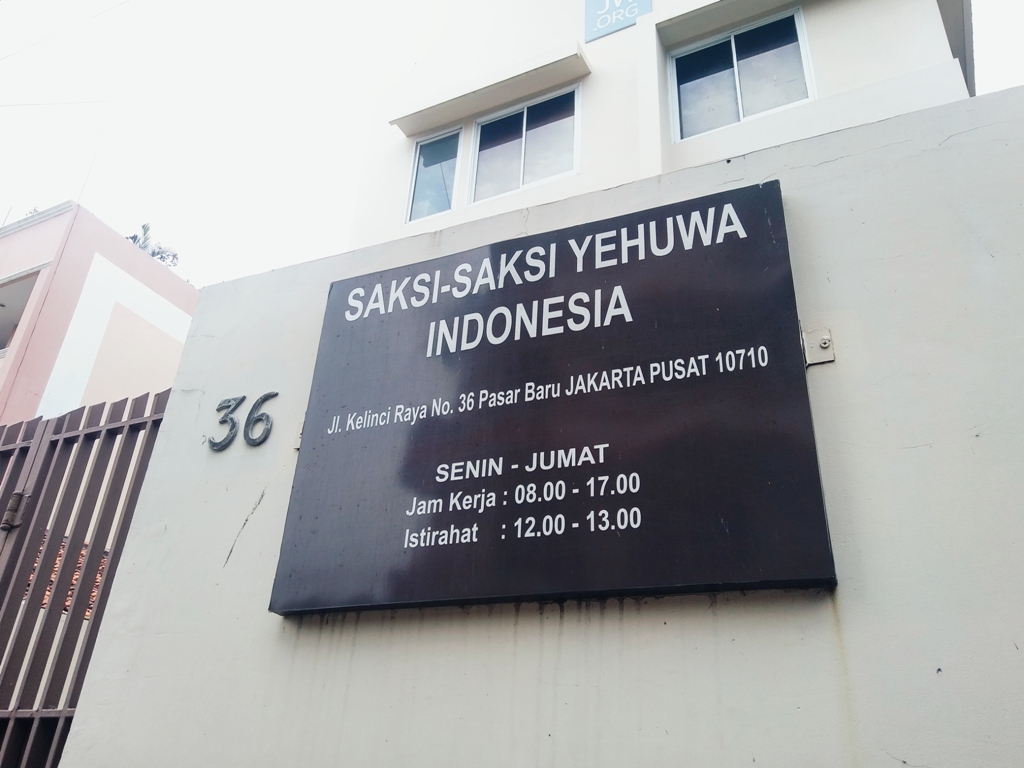 .ORG
SAKSI-SAKSI YEHUWA
INDONESIA
Jl. Kelinci Raya No. 36 Pasar Baru JAKARTA PUSAT 10710
36
SENIN - JUMAT
Jam Kerja : 08.00 - 17.00
Istirahat : 12.00 - 13.00